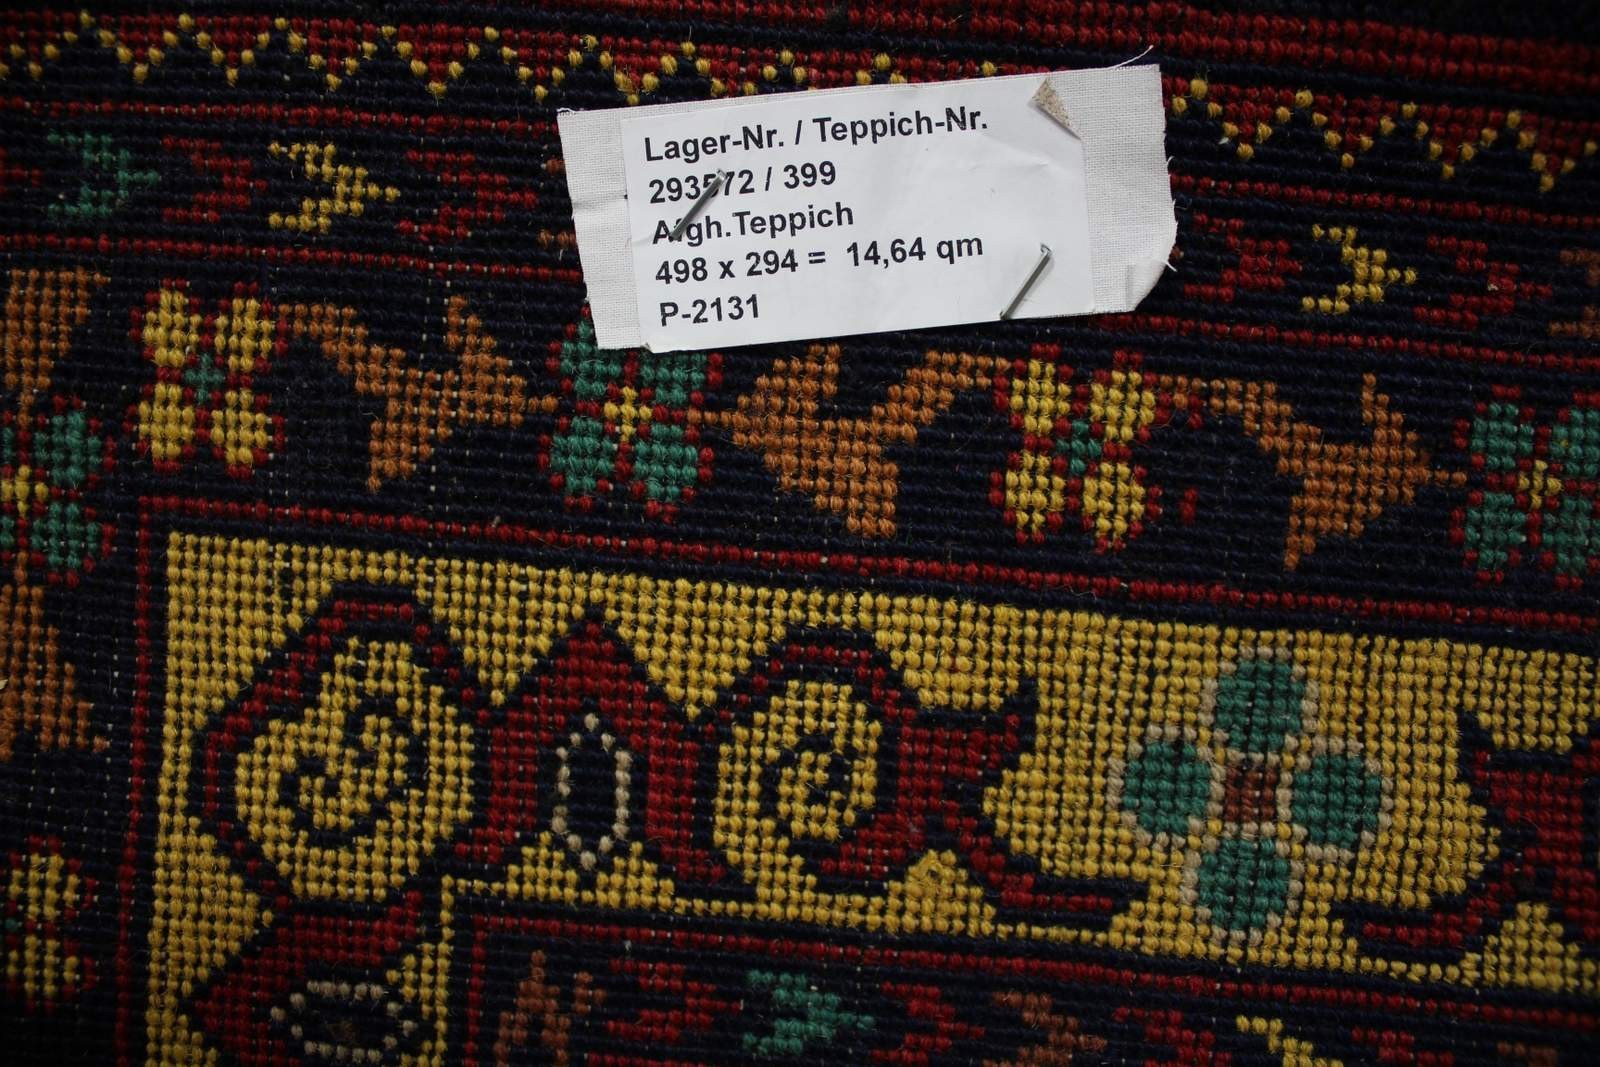 Lager-Nr. / Teppich-Nr.
293572 / 399
Afgh.Teppich
498 x 294 = 14,64 qm
P-2131